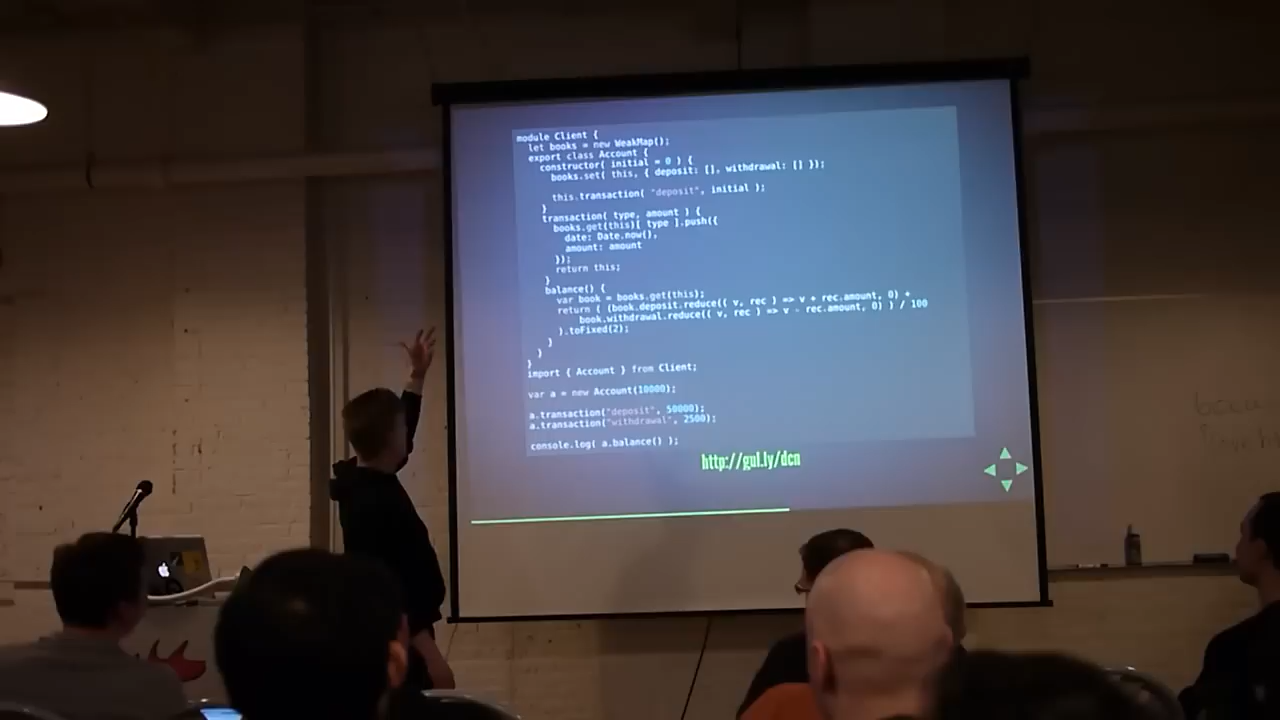 module Client {
let books = new WeakMap();
export class Account {
constructor( initial = 0 ) {
books.set( this, { deposit: [], withdrawal: [] });
this.transaction( "deposit", initial );
}
transaction( type, amount ) {
books.get(this)[ type ].push({
date: Date.now(),
amount: amount
});
return this;
}
balance() {
var book = books.get(this);
return ( (book.deposit.reduce(( v, rec ) => v + rec.amount, 0) +
book.withdrawal.reduce(( v, rec ) => v - rec.amount, 0) ) / 100
).toFixed(2);
}
}
}
import { Account } from Client;
var a = new Account(10000);
a.transaction("deposit", 50000);
a.transaction("withdrawal", 2500);
console.log( a.balance() );
http://gul.ly/dcn